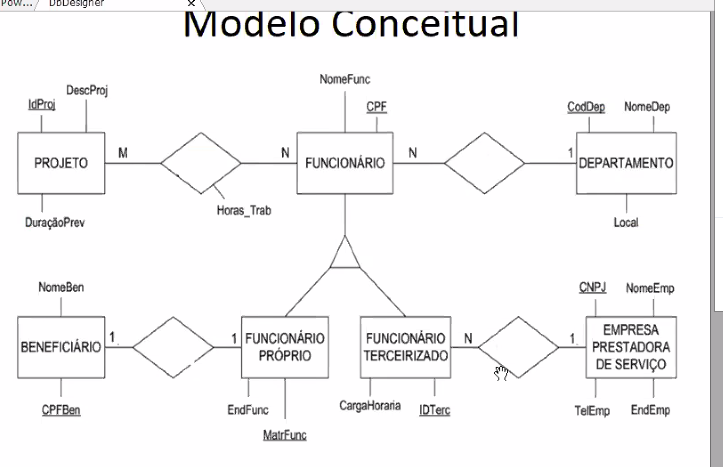 Pow... DbDesigner
Modelo Conceitual
NomeFunc
DescProj
IdProj
CPF
CodDep NomeDep
M N N 1
PROJETO
FUNCIONÁRIO
DEPARTAMENTO
Horas_Trab
DuraçãoPrev
Local
NomeBen
CNPJ NomeEmp
1 1 N 1
BENEFICIÁRIO
FUNCIONÁRIO
PRÓPRIO
FUNCIONÁRIO
TERCEIRIZADO
EMPRESA
PRESTADORA
DE SERVIÇO
CPFBen
EndFunc
MatrFunc
CargaHoraria
IDTerc
TelEmp EndEmp